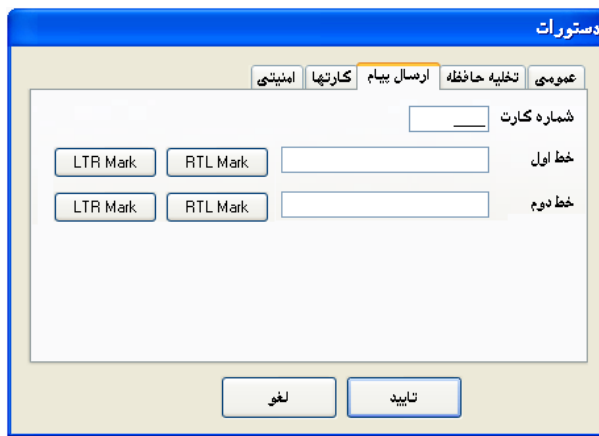 دستورات
عمومی تخلیه حافظه ارسال پیام کارتها امنیتی
شماره کارت ____
خط اول RTL Mark LTR Mark
خط دوم RTL Mark LTR Mark
تایید لغو